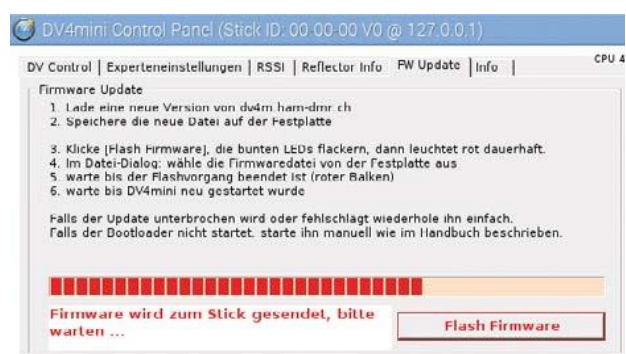 DV4mini Control Panel (Stick ID: 00-00-00 V0 @ 127.0.0.1)
DV Control | Experteneinstellungen | RSSI | Reflector Info FW Update | Info | CPU 4
Firmware Update
1. Lade eine neue Version von dv4m.ham-dmr.ch
2. Speichere die neue Datei auf der Festplatte
3. Klicke [Flash Firmware], die bunten LEDs flackern, dann leuchtet rot dauerhaft.
4. Im Datei-Dialog: wähle die Firmwaredatei von der Festplatte aus
5. warte bis der Flashvorgang beendet ist (roter Balken)
6. warte bis DV4mini neu gestartet wurde
Falls der Update unterbrochen wird oder fehlschlägt wiederhole ihn einfach.
Falls der Bootloader nicht startet, starte ihn manuell wie im Handbuch beschrieben.
Firmware wird zum Stick gesendet, bitte
warten ...
Flash Firmware